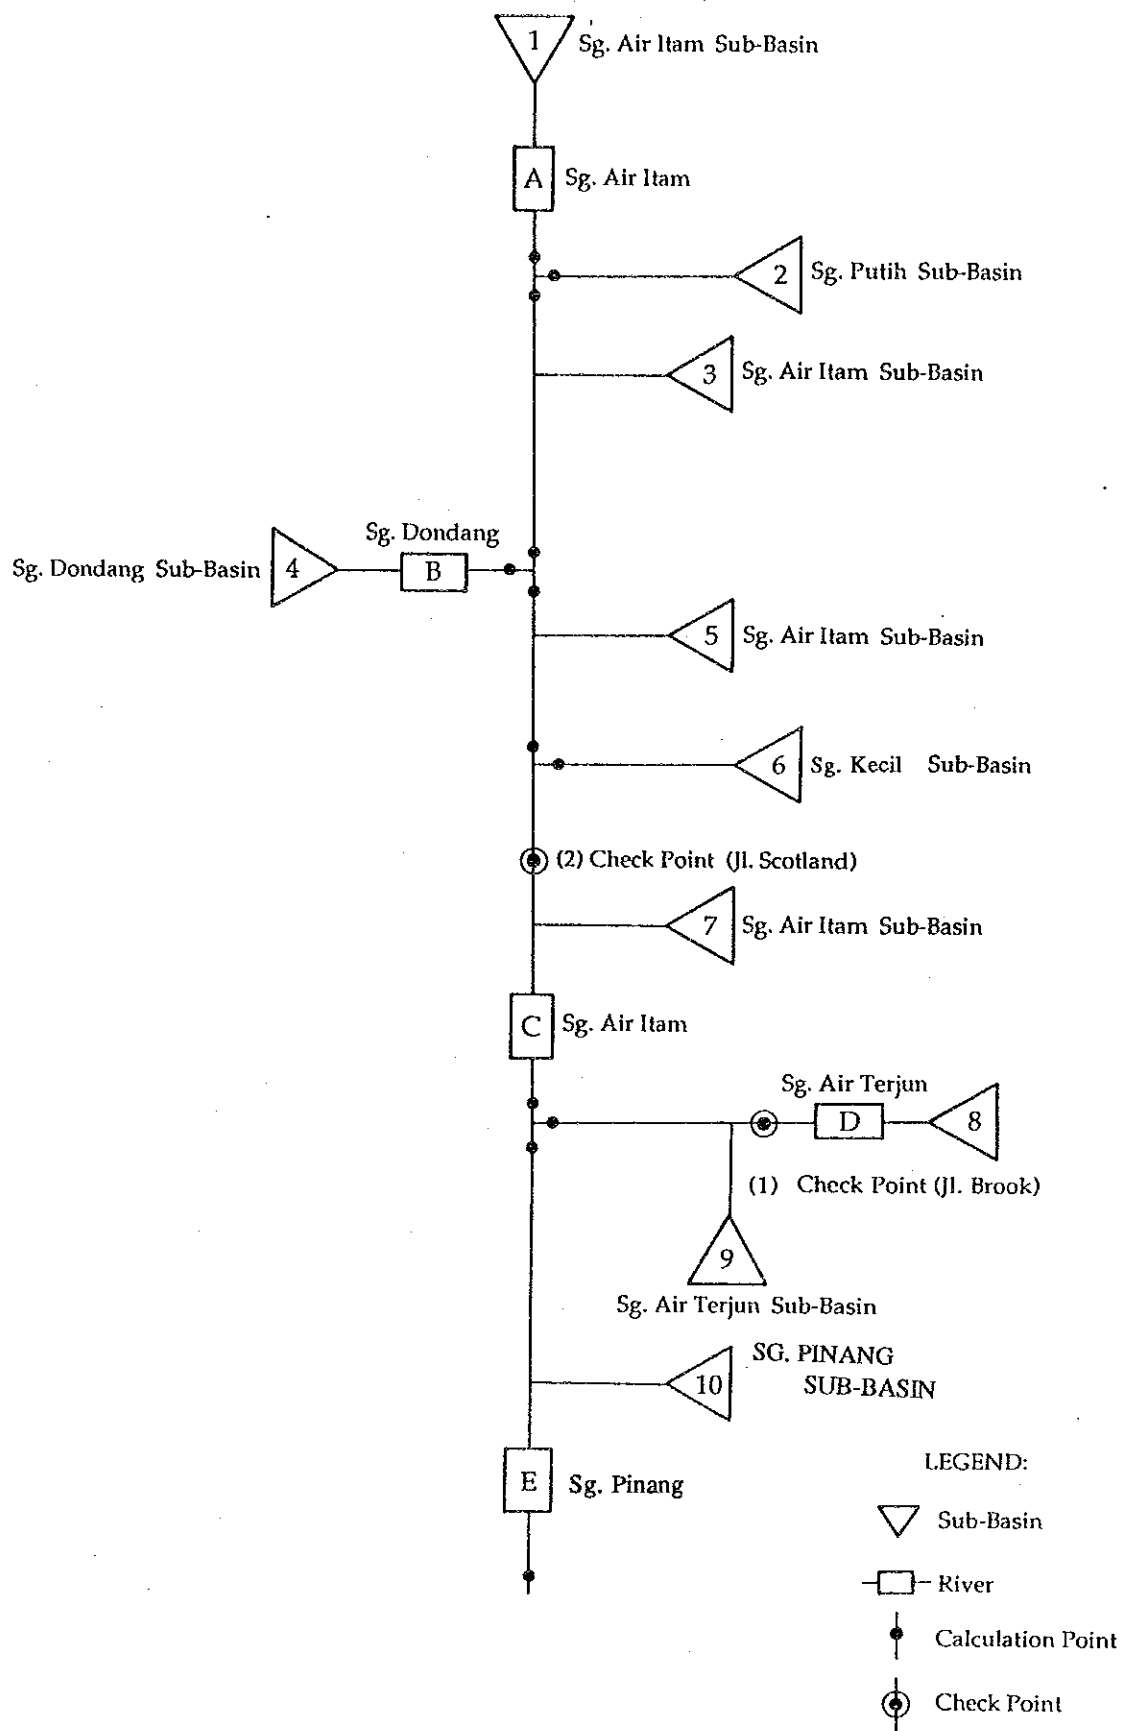 1 Sg. Air Itam Sub-Basin
A Sg. Air Itam
2 Sg. Putih Sub-Basin
3 Sg. Air Itam Sub-Basin
Sg. Dondang
Sg. Dondang Sub-Basin 4 B
5 Sg. Air Itam Sub-Basin
6 Sg. Kecil Sub-Basin
(2) Check Point (Jl. Scotland)
7 Sg. Air Itam Sub-Basin
C Sg. Air Itam
Sg. Air Terjun
D 8
(1) Check Point (Jl. Brook)
9
Sg. Air Terjun Sub-Basin
SG. PINANG
10 SUB-BASIN
E Sg. Pinang
LEGEND:
Sub-Basin
River
Calculation Point
Check Point